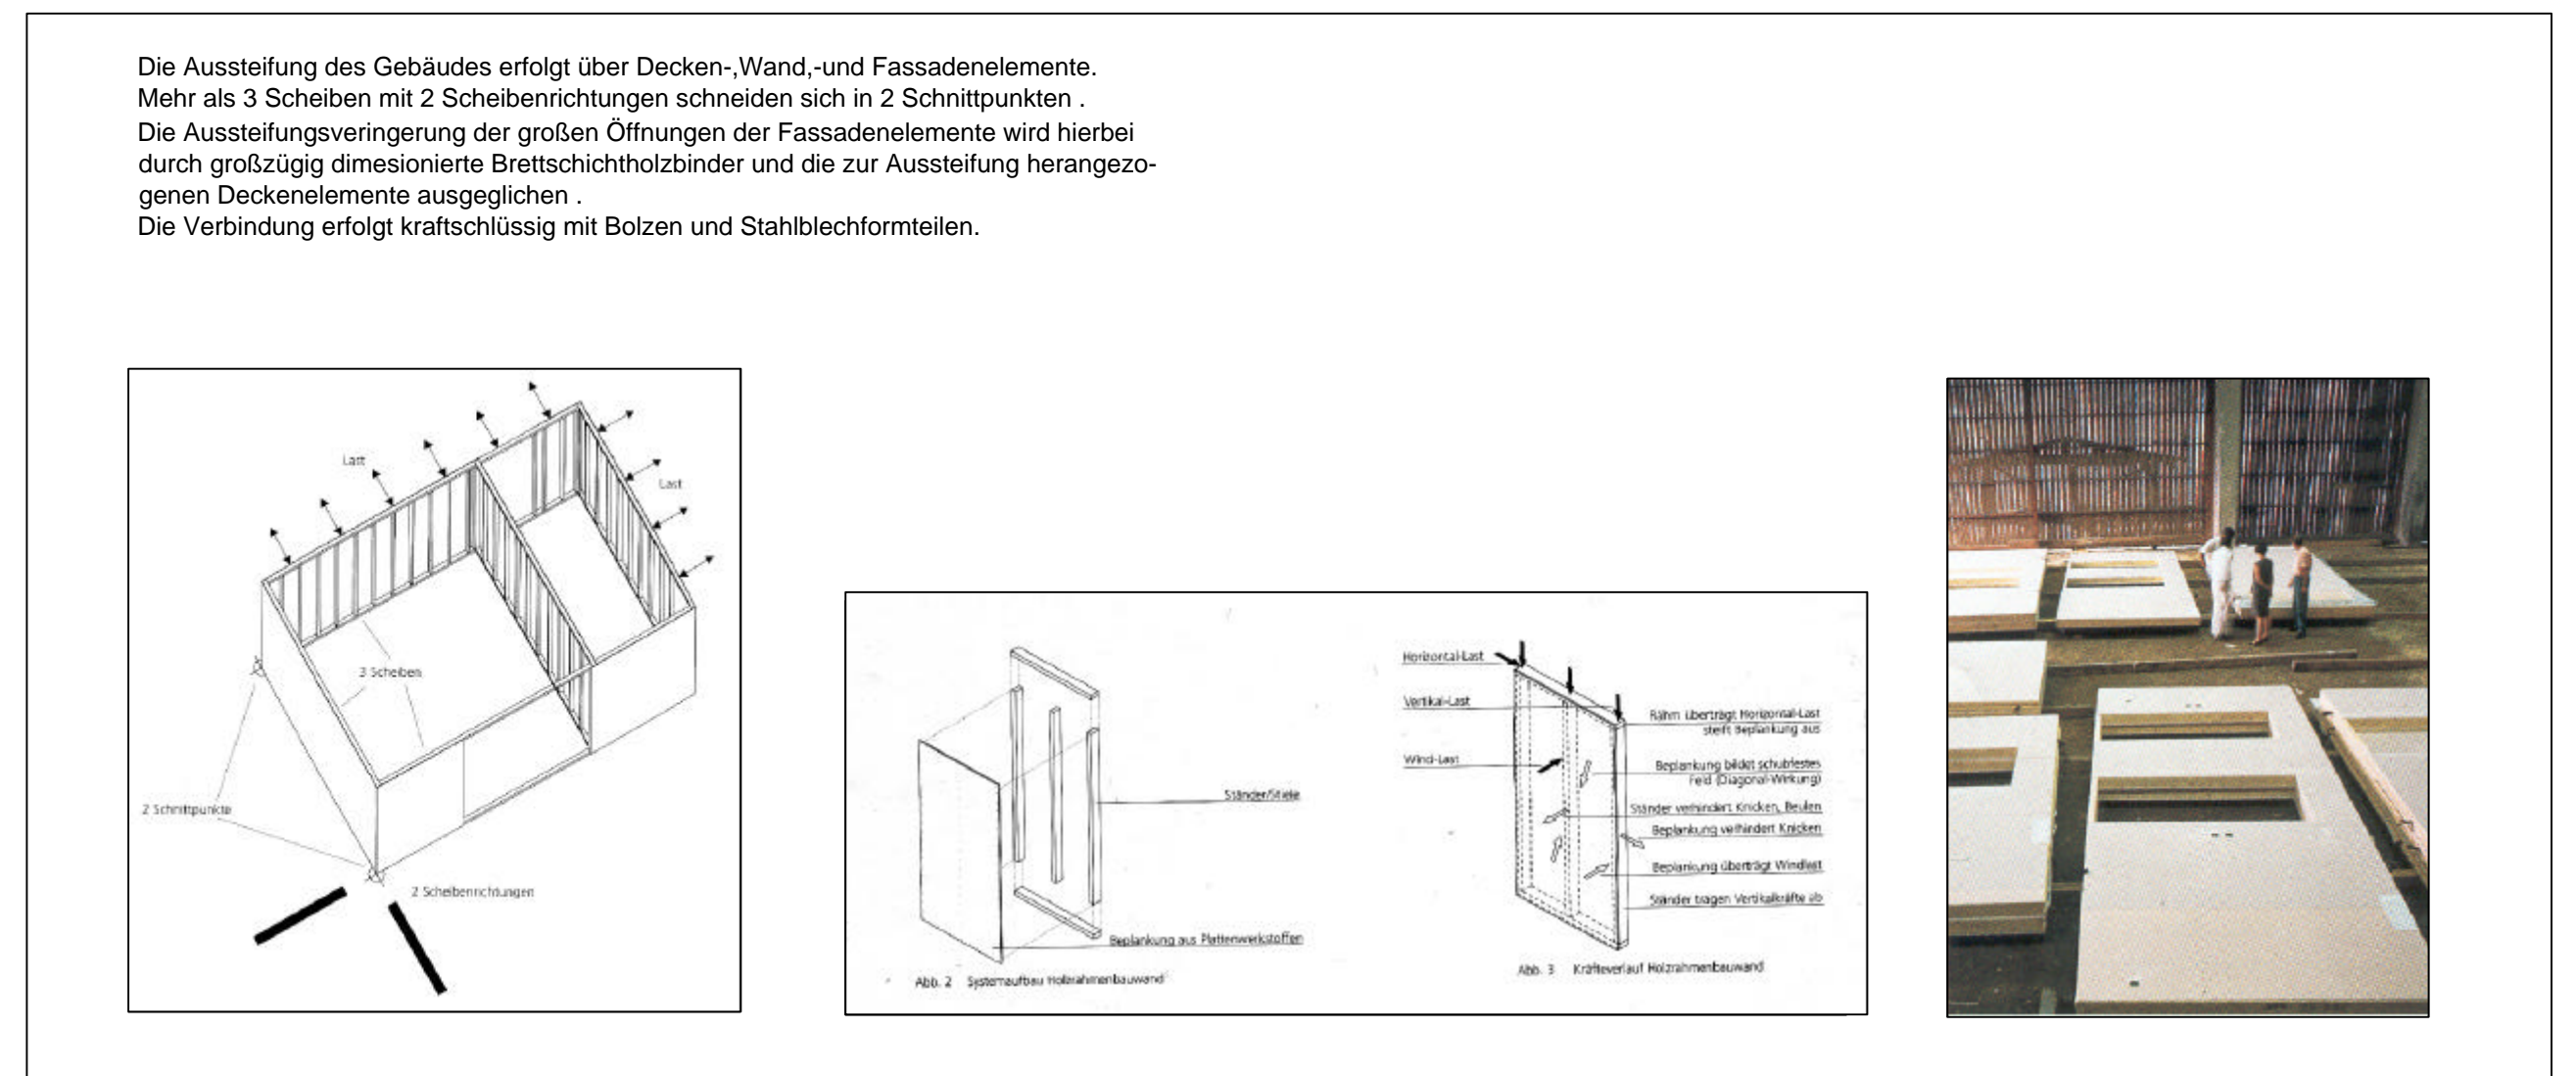 Die Aussteifung des Gebäudes erfolgt über Decken-,Wand,-und Fassadenelemente.
Mehr als 3 Scheiben mit 2 Scheibenrichtungen schneiden sich in 2 Schnittpunkten .
Die Aussteifungsveringerung der großen Öffnungen der Fassadenelemente wird hierbei
durch großzügig dimesionierte Brettschichtholzbinder und die zur Aussteifung herangezo-
genen Deckenelemente ausgeglichen .
Die Verbindung erfolgt kraftschlüssig mit Bolzen und Stahlblechformteilen.
Last
Last
3 Scheiben
2 Schnittpunkte
2 Scheibenrichtungen
Ständer/Stiele
Beplankung aus Plattenwerkstoffen
Abb. 2 Systemaufbau Holzrahmenbauwand
Horizontal-Last
Vertikal-Last
Wind-Last
Rähm überträgt Horizontal-Last
steift Beplankung aus
Beplankung bildet schubfestes
Feld (Diagonal-Wirkung)
Ständer verhindert Knicken, Beulen
Beplankung verhindert Knicken
Beplankung überträgt Windlast
Ständer tragen Vertikalkräfte ab
Abb. 3 Kräfteverlauf Holzrahmenbauwand